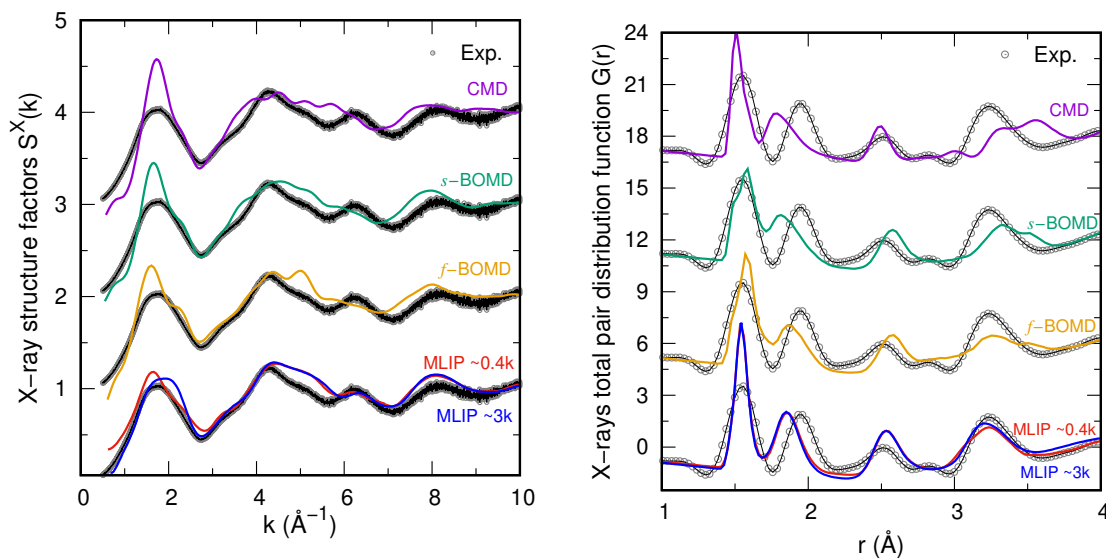 5
4
3
2
1
0
2
4
6
8
10
X−ray structure factors S^X(k)
k (Å⁻¹)
Exp.
CMD
s−BOMD
f−BOMD
MLIP ~0.4k
MLIP ~3k
24
21
18
15
12
9
6
3
0
1
2
3
4
X−rays total pair distribution function G(r)
r (Å)
Exp.
CMD
s−BOMD
f−BOMD
MLIP ~0.4k
MLIP ~3k